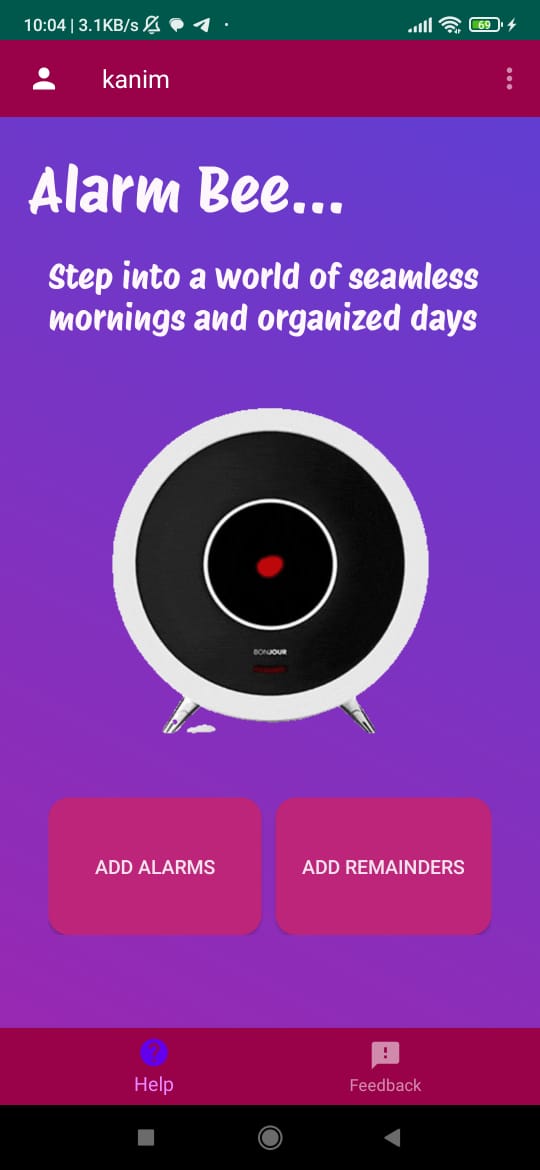 10:04 | 3.1KB/s
69
kanim
Alarm Bee...
Step into a world of seamless
mornings and organized days
BONJOUR
ADD ALARMS
ADD REMAINDERS
Help
Feedback